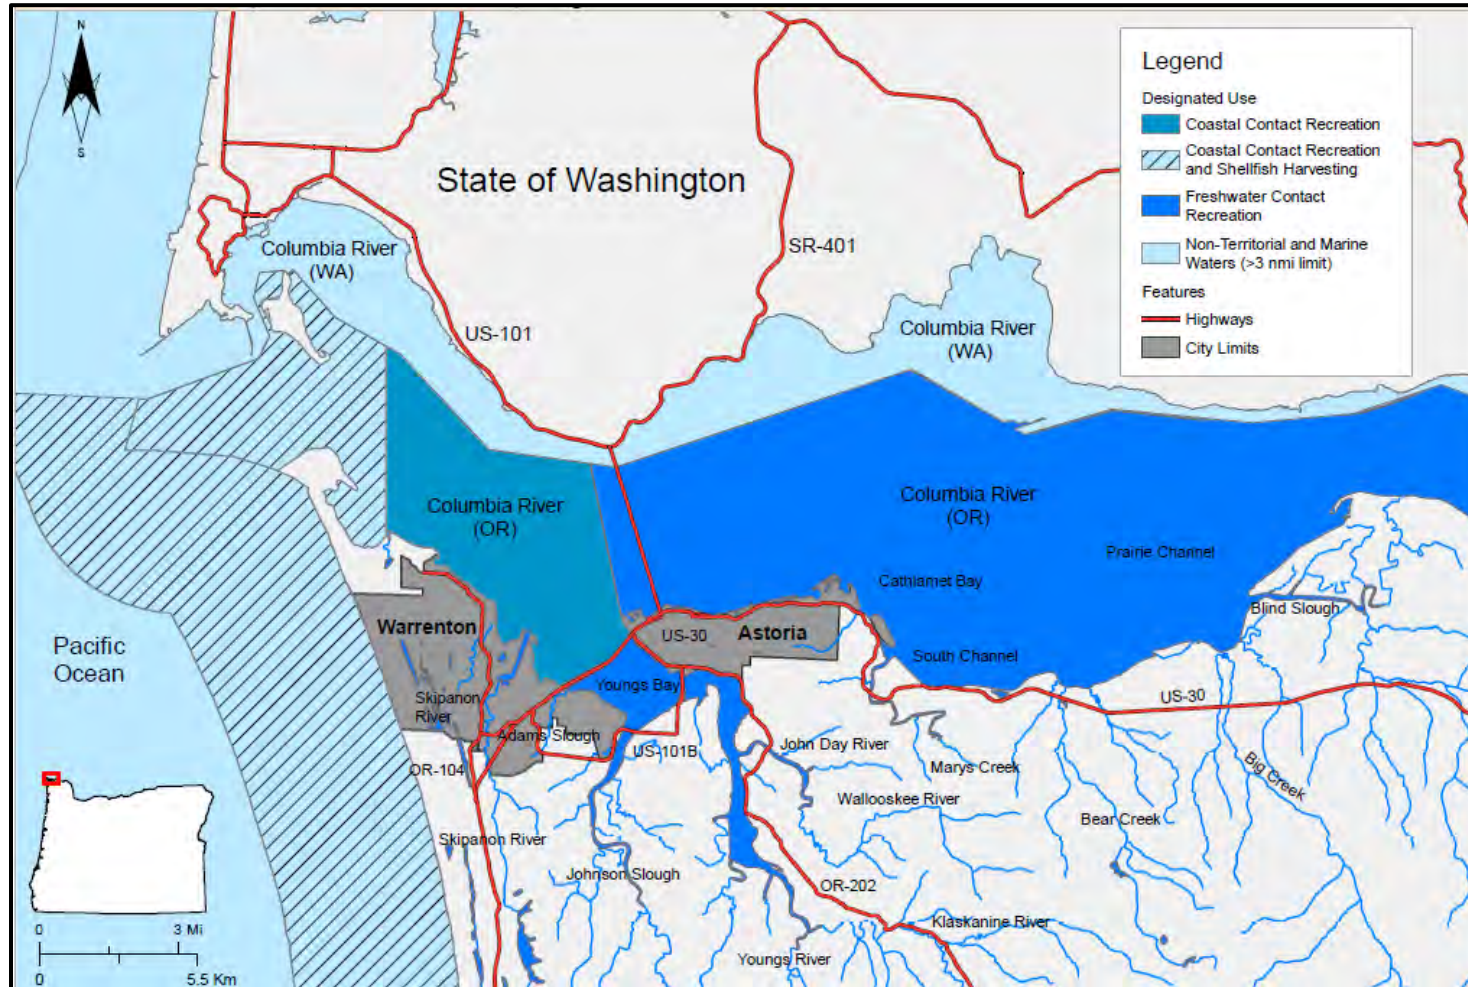 N
S
Legend
Designated Use
Coastal Contact Recreation
Coastal Contact Recreation
and Shellfish Harvesting
Freshwater Contact
Recreation
Non-Territorial and Marine
Waters (>3 nmi limit)
Features
Highways
City Limits
State of Washington
SR-401
Columbia River
(WA)
US-101
Columbia River
(WA)
Columbia River
(OR)
Columbia River
(OR)
Prairie Channel
Cathlamet Bay
Blind Slough
Warrenton
US-30
Astoria
Pacific
Ocean
South Channel
Youngs Bay
US-30
Skipanon
River
Adams Slough
US-101B
John Day River
OR-104
Marys Creek
Big Creek
Wallooskee River
Bear Creek
Skipanon River
Johnson Slough
OR-202
Klaskanine River
Youngs River
0
3 Mi
0
5.5 Km